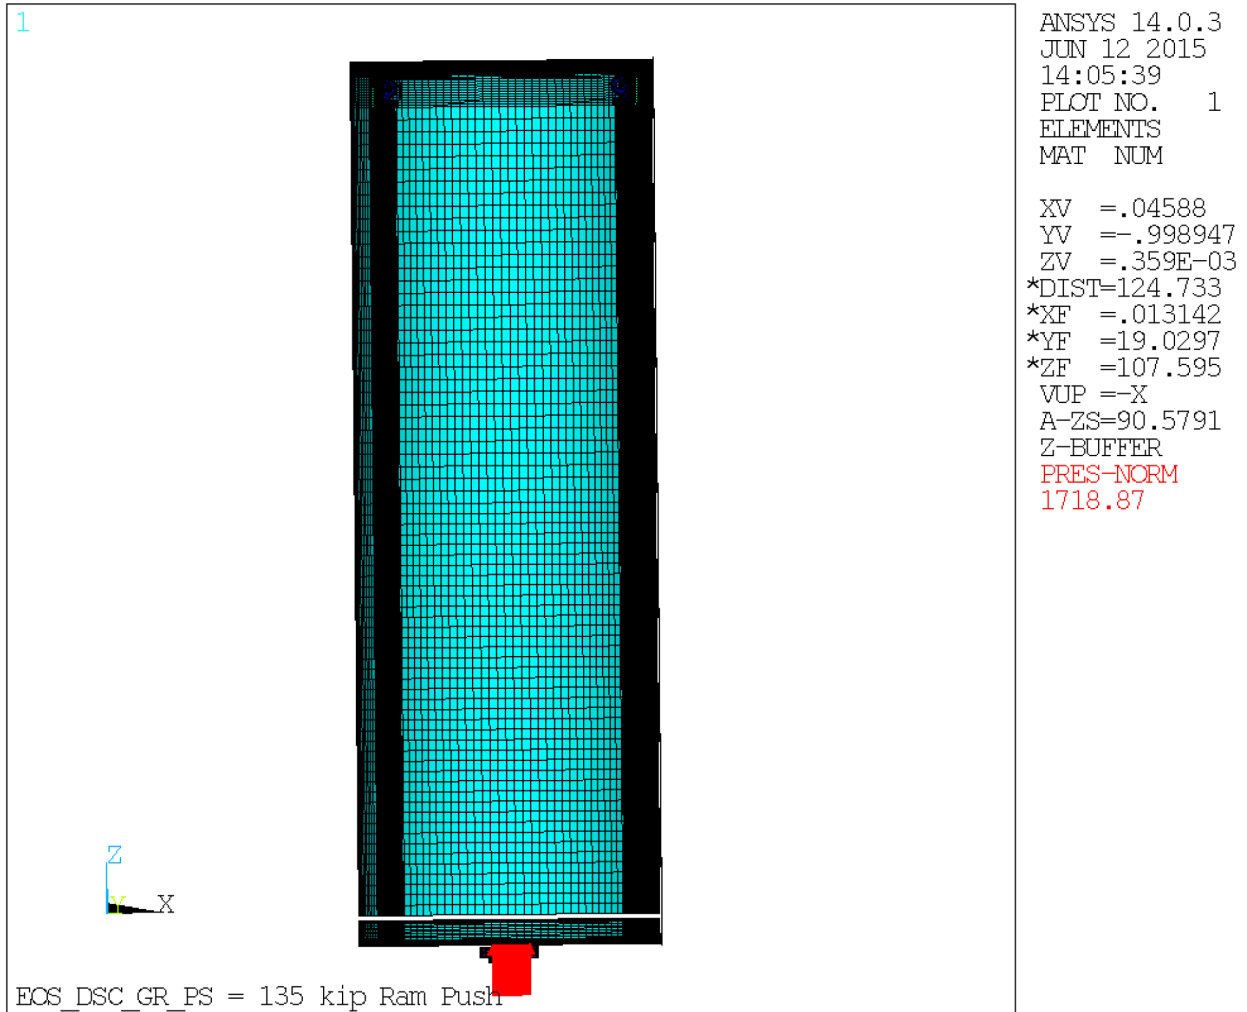 1
ANSYS 14.0.3
JUN 12 2015
14:05:39
PLOT NO. 1
ELEMENTS
MAT NUM
XV =.04588
YV =-.998947
ZV =.359E-03
*DIST=124.733
*XF =.013142
*YF =19.0297
*ZF =107.595
VUP =-X
A-ZS=90.5791
Z-BUFFER
PRES-NORM
1718.87
Z
Y
X
EOS_DSC_GR_PS = 135 kip Ram Push